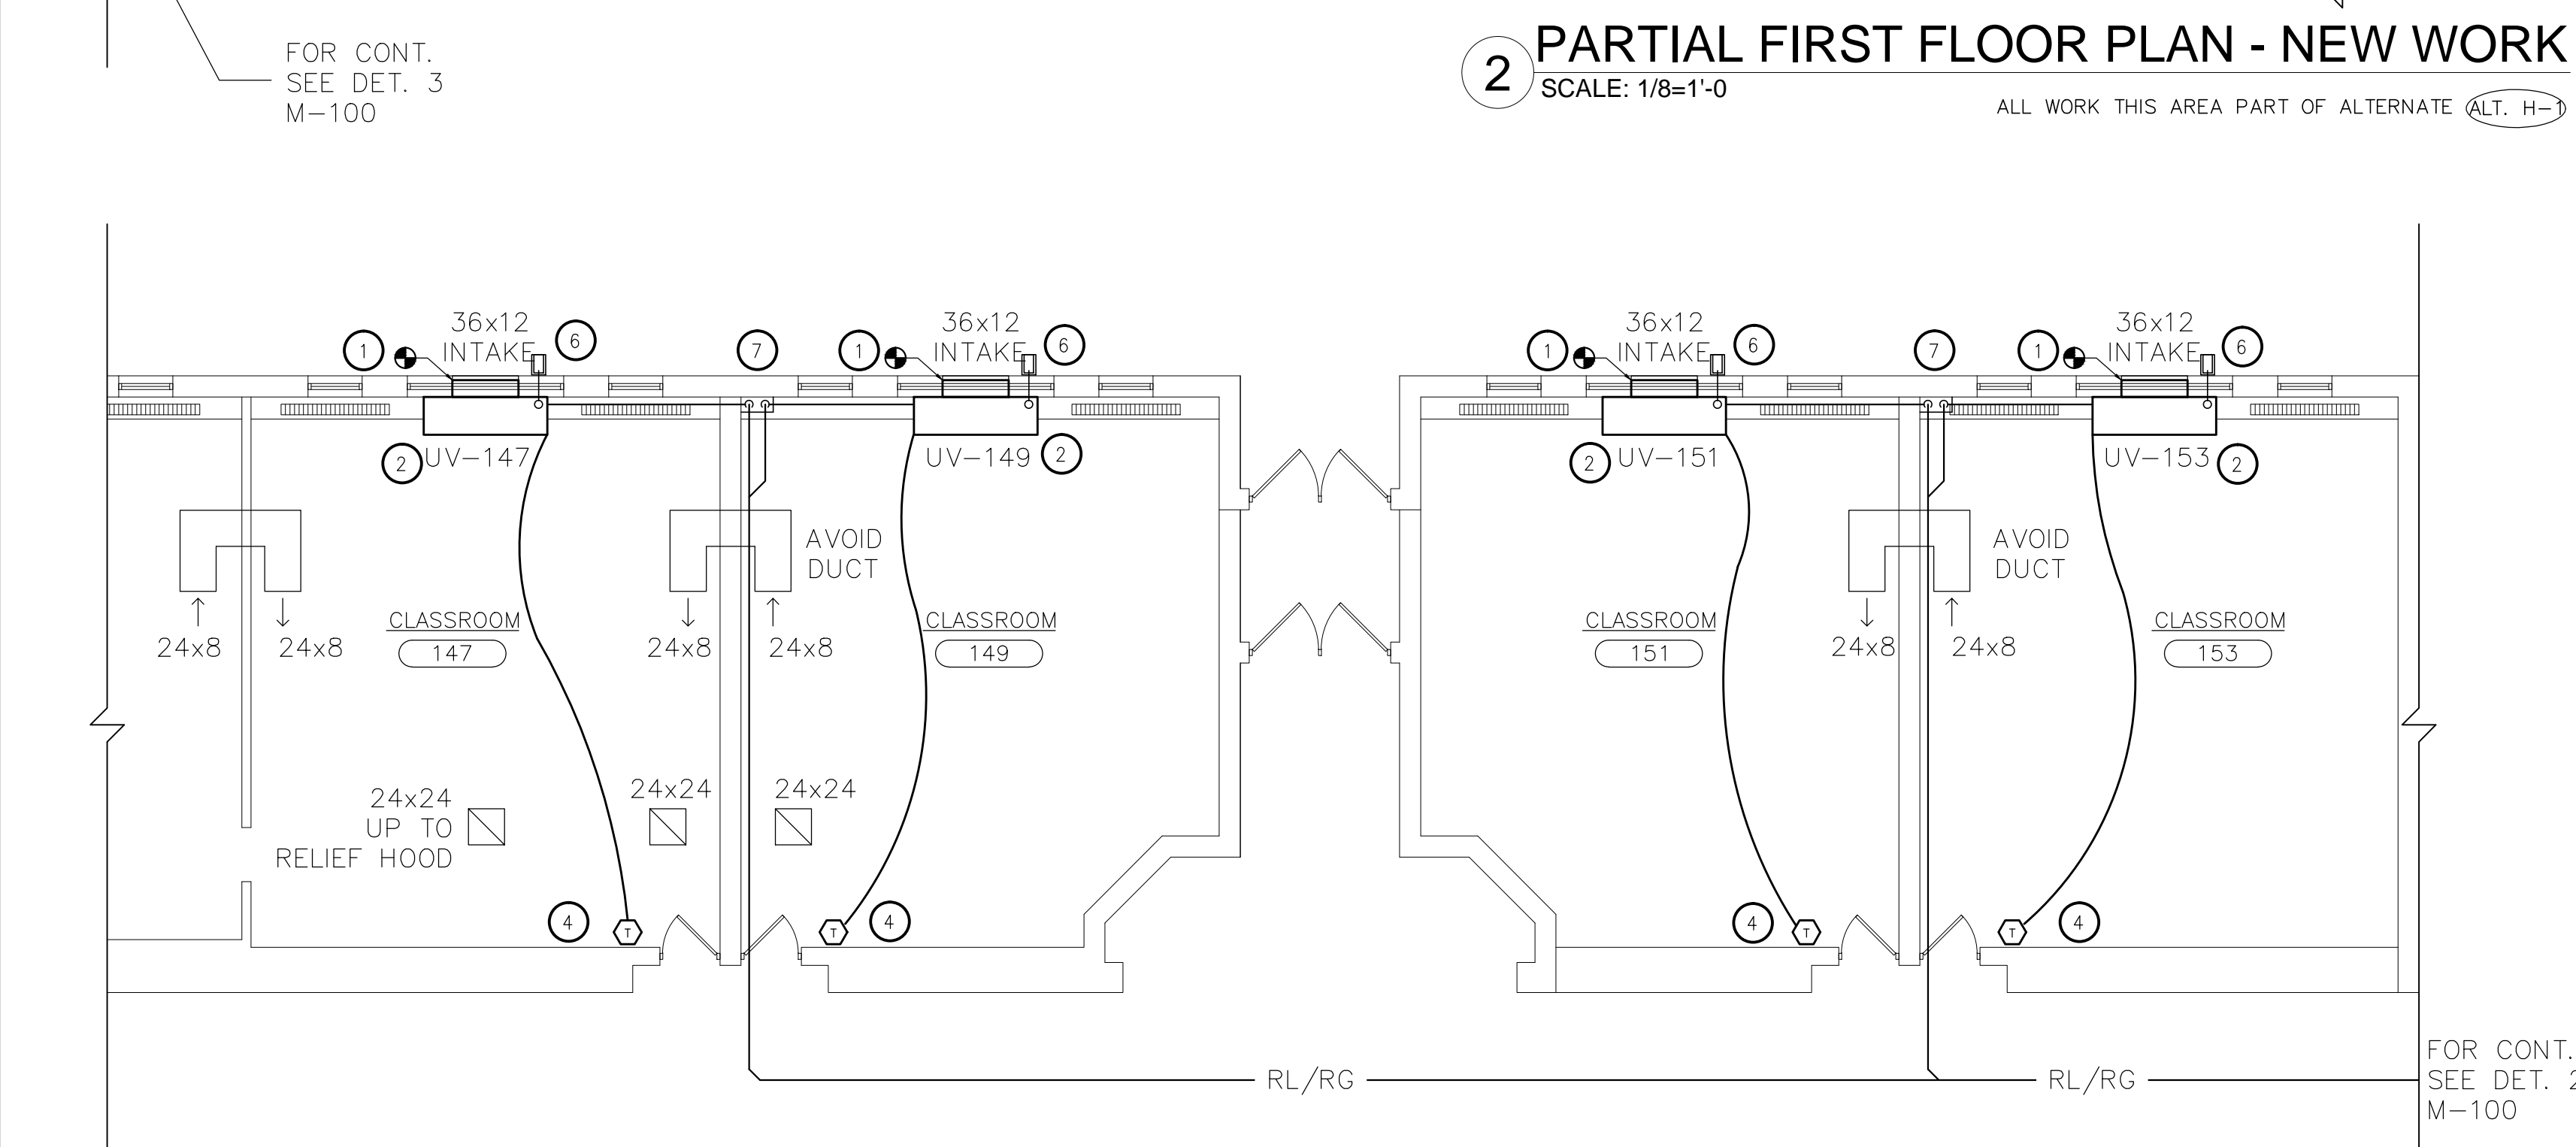 FOR CONT.
SEE DET. 3
M-100
2
PARTIAL FIRST FLOOR PLAN - NEW WORK
SCALE: 1/8=1'-0
ALL WORK THIS AREA PART OF ALTERNATE ALT. H-1
36x12
INTAKE
1
6
7
36x12
INTAKE
1
6
36x12
INTAKE
1
6
7
36x12
INTAKE
1
6
2 UV-147
UV-149 2
2 UV-151
UV-153 2
AVOID
DUCT
AVOID
DUCT
CLASSROOM
147
CLASSROOM
149
CLASSROOM
151
CLASSROOM
153
24x8 24x8 24x8 24x8 24x8 24x8
24x24
UP TO
RELIEF HOOD
24x24 24x24
4 T T 4 4 T T 4
RL/RG RL/RG
FOR CONT.
SEE DET. 2
M-100